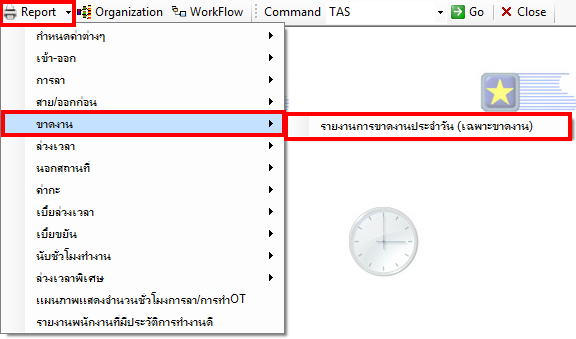 Report Organization WorkFlow Command TAS Go Close
กำหนดค่าต่างๆ
เข้า-ออก
การลา
สาย/ออกก่อน
ขาดงาน
รายงานการขาดงานประจำวัน (เฉพาะขาดงาน)
ล่วงเวลา
นอกสถานที่
ค่ากะ
เบี้ยล่วงเวลา
เบี้ยขยัน
นับชั่วโมงทำงาน
ล่วงเวลาพิเศษ
แผนภาพแสดงจำนวนชั่วโมงการลา/การทำOT
รายงานพนักงานที่มีประวัติการทำงานดี